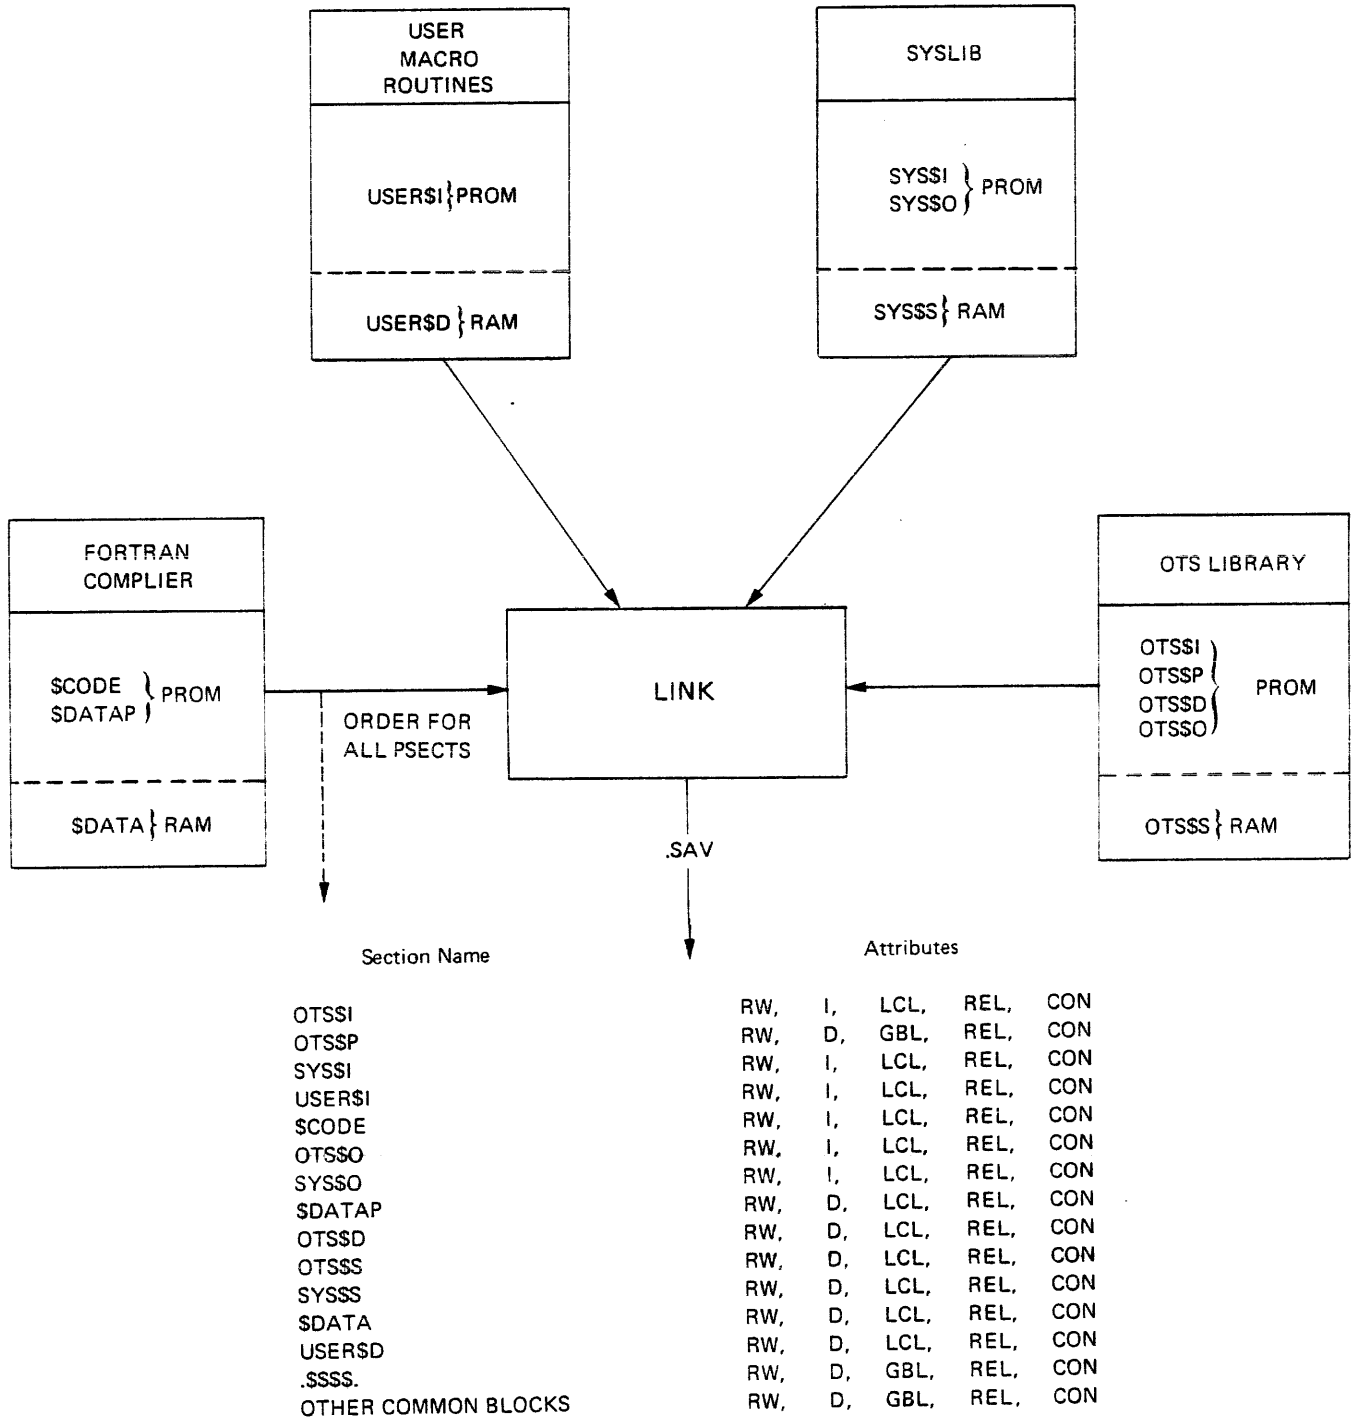 USER
MACRO
ROUTINES
USER$I } PROM
USER$D } RAM
SYSLIB
SYS$I
SYS$O } PROM
SYS$S } RAM
FORTRAN
COMPLIER
$CODE
$DATAP } PROM
$DATA } RAM
ORDER FOR
ALL PSECTS
LINK
.SAV
OTS LIBRARY
OTS$I
OTS$P
OTS$D
OTS$O } PROM
OTS$S } RAM
Section Name Attributes
OTS$I RW, I, LCL, REL, CON
OTS$P RW, D, GBL, REL, CON
SYS$I RW, I, LCL, REL, CON
USER$I RW, I, LCL, REL, CON
$CODE RW, I, LCL, REL, CON
OTS$O RW, I, LCL, REL, CON
SYS$O RW, I, LCL, REL, CON
$DATAP RW, D, LCL, REL, CON
OTS$D RW, D, LCL, REL, CON
OTS$S RW, D, LCL, REL, CON
SYS$S RW, D, LCL, REL, CON
$DATA RW, D, LCL, REL, CON
USER$D RW, D, LCL, REL, CON
.$$$$. RW, D, GBL, REL, CON
OTHER COMMON BLOCKS RW, D, GBL, REL, CON